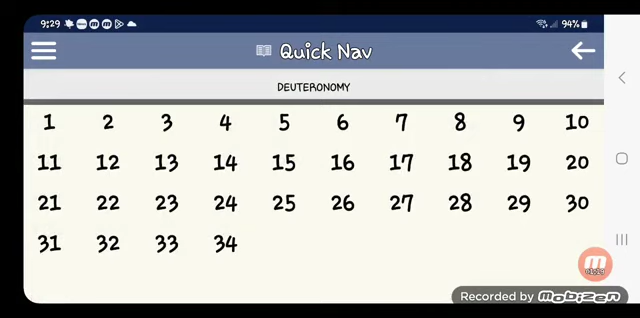 9:29 94%
Quick Nav
DEUTERONOMY
1 2 3 4 5 6 7 8 9 10
11 12 13 14 15 16 17 18 19 20
21 22 23 24 25 26 27 28 29 30
31 32 33 34
01:29
Recorded by Mobizen